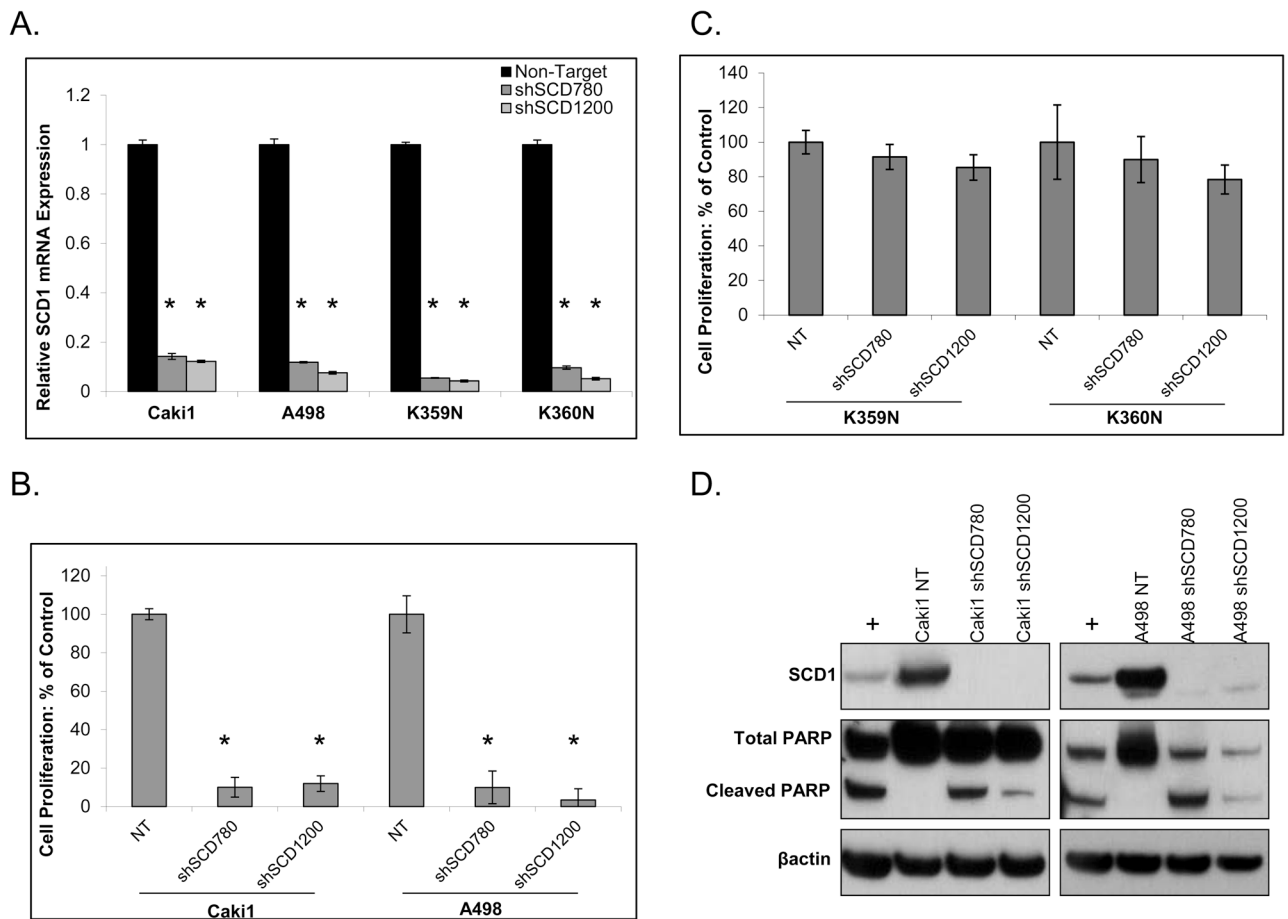 A.
Non-Target
shSCD780
shSCD1200
Relative SCD1 mRNA Expression
1.2
1
0.8
0.6
0.4
0.2
0
* * * * * * * *
Caki1 A498 K359N K360N
B.
Cell Proliferation: % of Control
120
100
80
60
40
20
0
* * * *
NT shSCD780 shSCD1200 NT shSCD780 shSCD1200
Caki1 A498
C.
Cell Proliferation: % of Control
140
120
100
80
60
40
20
0
NT shSCD780 shSCD1200 NT shSCD780 shSCD1200
K359N K360N
D.
+ Caki1 NT Caki1 shSCD780 Caki1 shSCD1200 + A498 NT A498 shSCD780 A498 shSCD1200
SCD1
Total PARP
Cleaved PARP
βactin